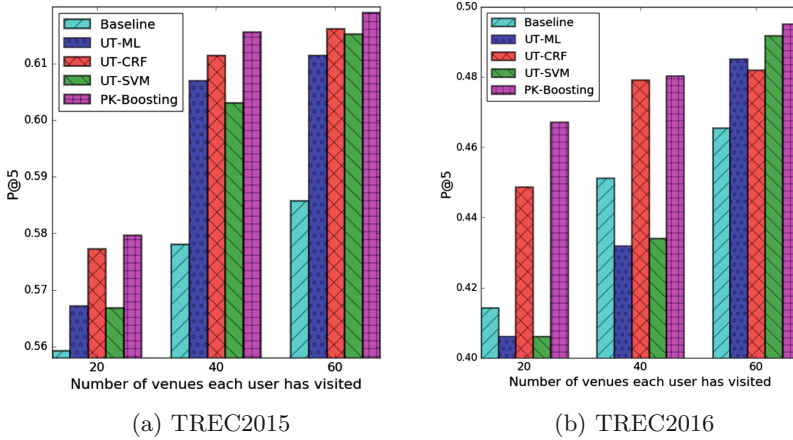 0.61
0.60
0.59
0.58
0.57
0.56
P@5
Baseline
UT-ML
UT-CRF
UT-SVM
PK-Boosting
20 40 60
Number of venues each user has visited
(a) TREC2015
0.50
0.48
0.46
0.44
0.42
0.40
P@5
Baseline
UT-ML
UT-CRF
UT-SVM
PK-Boosting
20 40 60
Number of venues each user has visited
(b) TREC2016